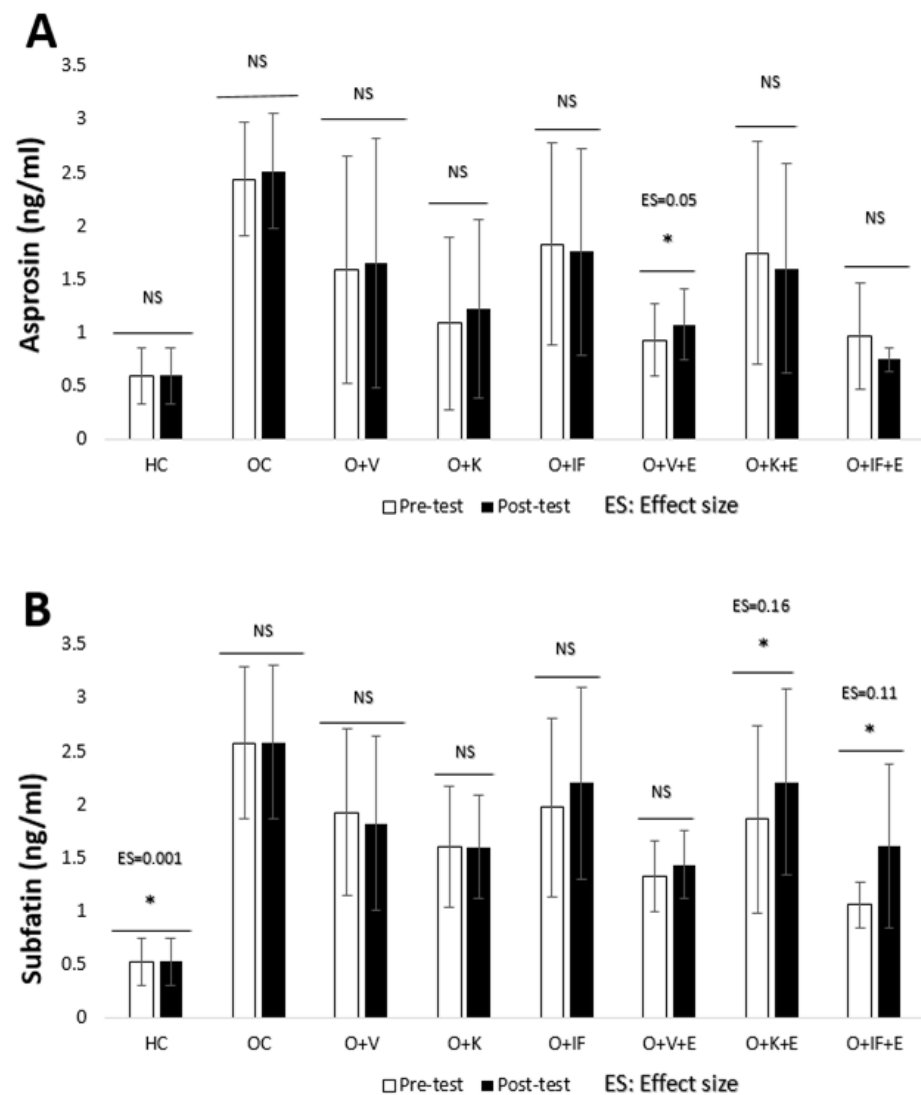 A
Asprosin (ng/ml)
3.5
3
2.5
2
1.5
1
0.5
0
NS
NS
NS
NS
NS
ES=0.05
*
NS
NS
HC OC O+V O+K O+IF O+V+E O+K+E O+IF+E
Pre-test Post-test ES: Effect size
B
Subfatin (ng/ml)
3.5
3
2.5
2
1.5
1
0.5
0
ES=0.001
*
NS
NS
NS
NS
NS
ES=0.16
*
ES=0.11
*
HC OC O+V O+K O+IF O+V+E O+K+E O+IF+E
Pre-test Post-test ES: Effect size